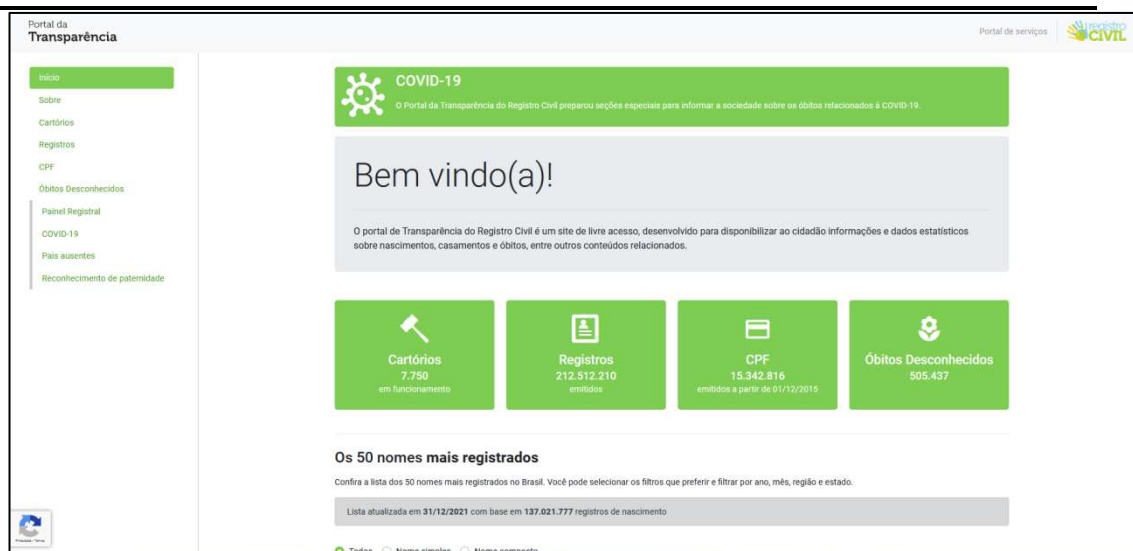 Portal da
Transparência
Portal de serviços
registro
CIVIL
Início
Sobre
Cartórios
Registros
CPF
Óbitos Desconhecidos
Painel Registral
COVID-19
Pais ausentes
Reconhecimento de paternidade
COVID-19
O Portal da Transparência do Registro Civil preparou seções especiais para informar a sociedade sobre os óbitos relacionados à COVID-19.
Bem vindo(a)!
O portal de Transparência do Registro Civil é um site de livre acesso, desenvolvido para disponibilizar ao cidadão informações e dados estatísticos
sobre nascimentos, casamentos e óbitos, entre outros conteúdos relacionados.
Cartórios
7.750
em funcionamento
Registros
212.512.210
emitidos
CPF
15.342.816
emitidos a partir de 01/12/2015
Óbitos Desconhecidos
505.437
Os 50 nomes mais registrados
Confira a lista dos 50 nomes mais registrados no Brasil. Você pode selecionar os filtros que preferir e filtrar por ano, mês, região e estado.
Lista atualizada em 31/12/2021 com base em 137.021.777 registros de nascimento
Todos Nome simples Nome composto